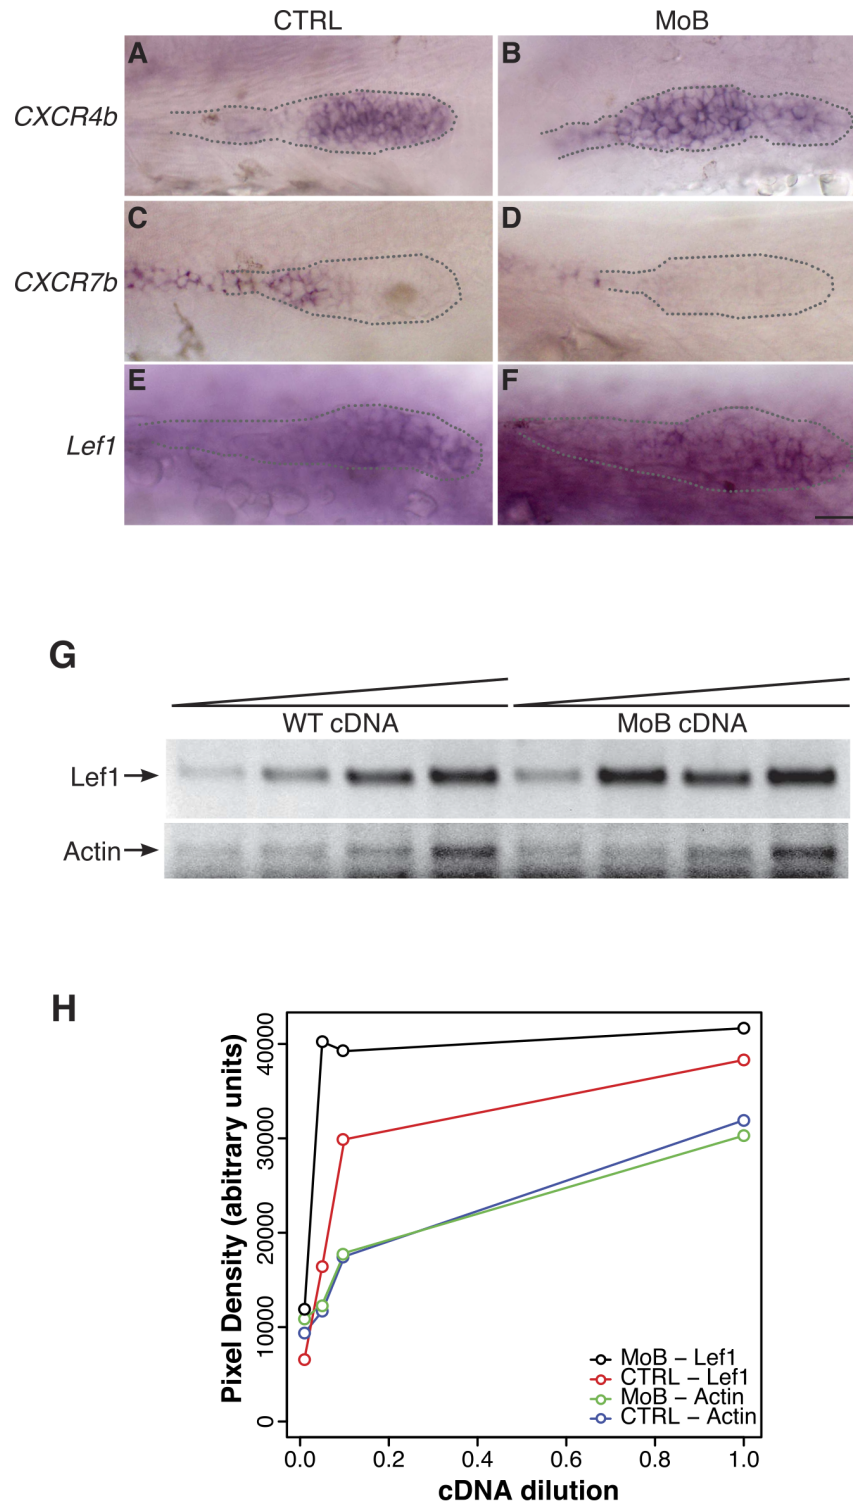 CTRL MoB
A B
CXCR4b
C D
CXCR7b
E F
Lef1
G
WT cDNA MoB cDNA
Lef1
Actin
H
Pixel Density (abitrary units)
40000
30000
20000
10000
0
MoB – Lef1
CTRL – Lef1
MoB – Actin
CTRL – Actin
0.0 0.2 0.4 0.6 0.8 1.0
cDNA dilution